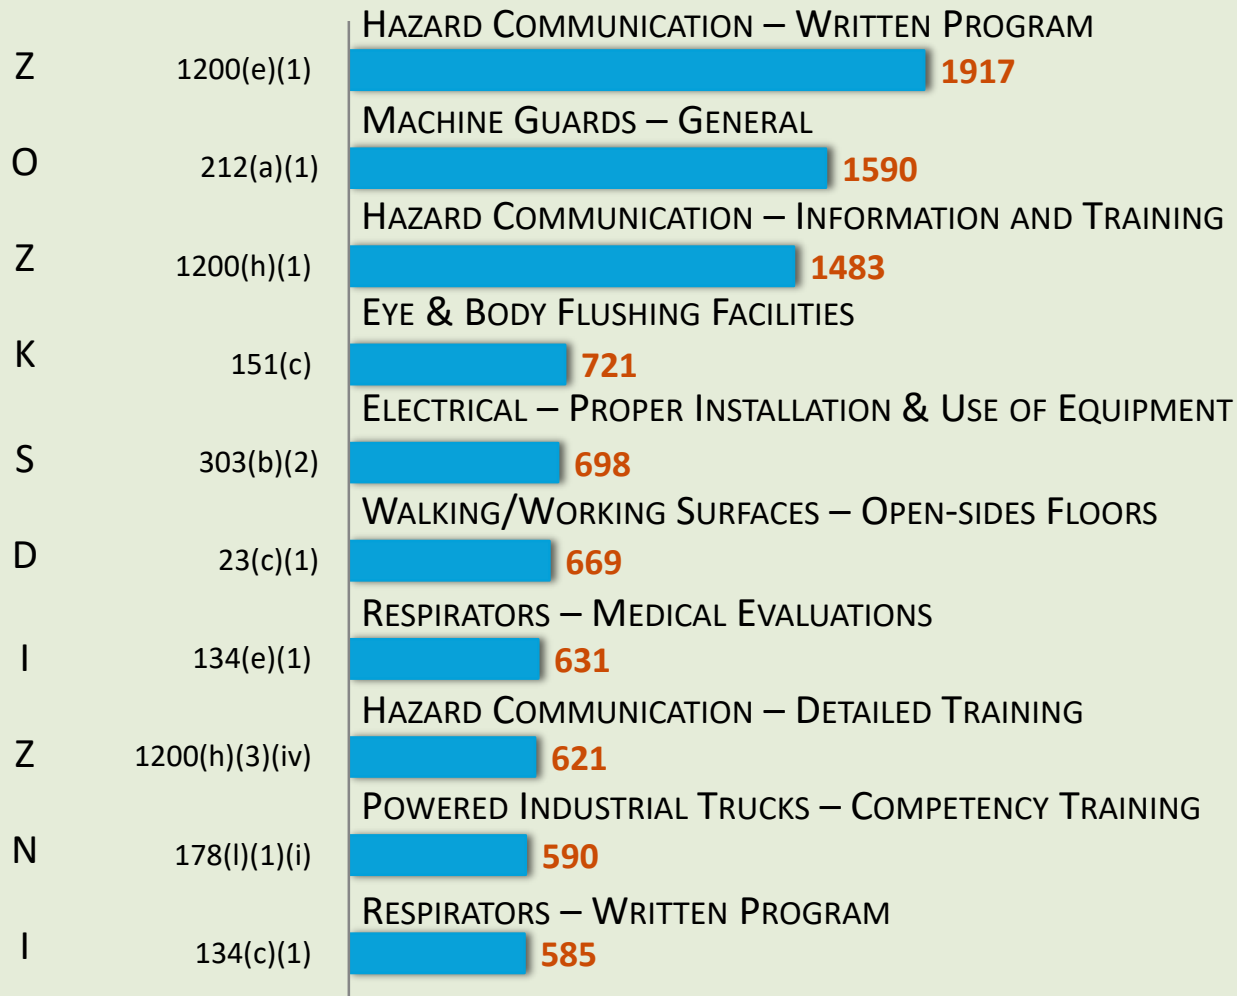 HAZARD COMMUNICATION – WRITTEN PROGRAM
Z 1200(e)(1) 1917
MACHINE GUARDS – GENERAL
O 212(a)(1) 1590
HAZARD COMMUNICATION – INFORMATION AND TRAINING
Z 1200(h)(1) 1483
EYE & BODY FLUSHING FACILITIES
K 151(c) 721
ELECTRICAL – PROPER INSTALLATION & USE OF EQUIPMENT
S 303(b)(2) 698
WALKING/WORKING SURFACES – OPEN-SIDES FLOORS
D 23(c)(1) 669
RESPIRATORS – MEDICAL EVALUATIONS
I 134(e)(1) 631
HAZARD COMMUNICATION – DETAILED TRAINING
Z 1200(h)(3)(iv) 621
POWERED INDUSTRIAL TRUCKS – COMPETENCY TRAINING
N 178(l)(1)(i) 590
RESPIRATORS – WRITTEN PROGRAM
I 134(c)(1) 585